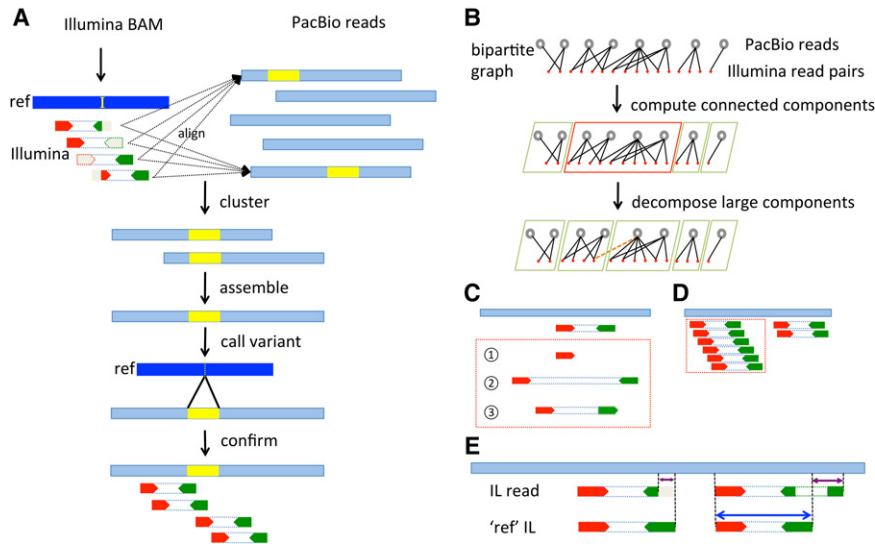 A
Illumina BAM
PacBio reads
ref
align
Illumina
cluster
assemble
call variant
ref
confirm
B
bipartite
graph
PacBio reads
Illumina read pairs
compute connected components
decompose large components
C
1
2
3
D
E
IL read
'ref' IL